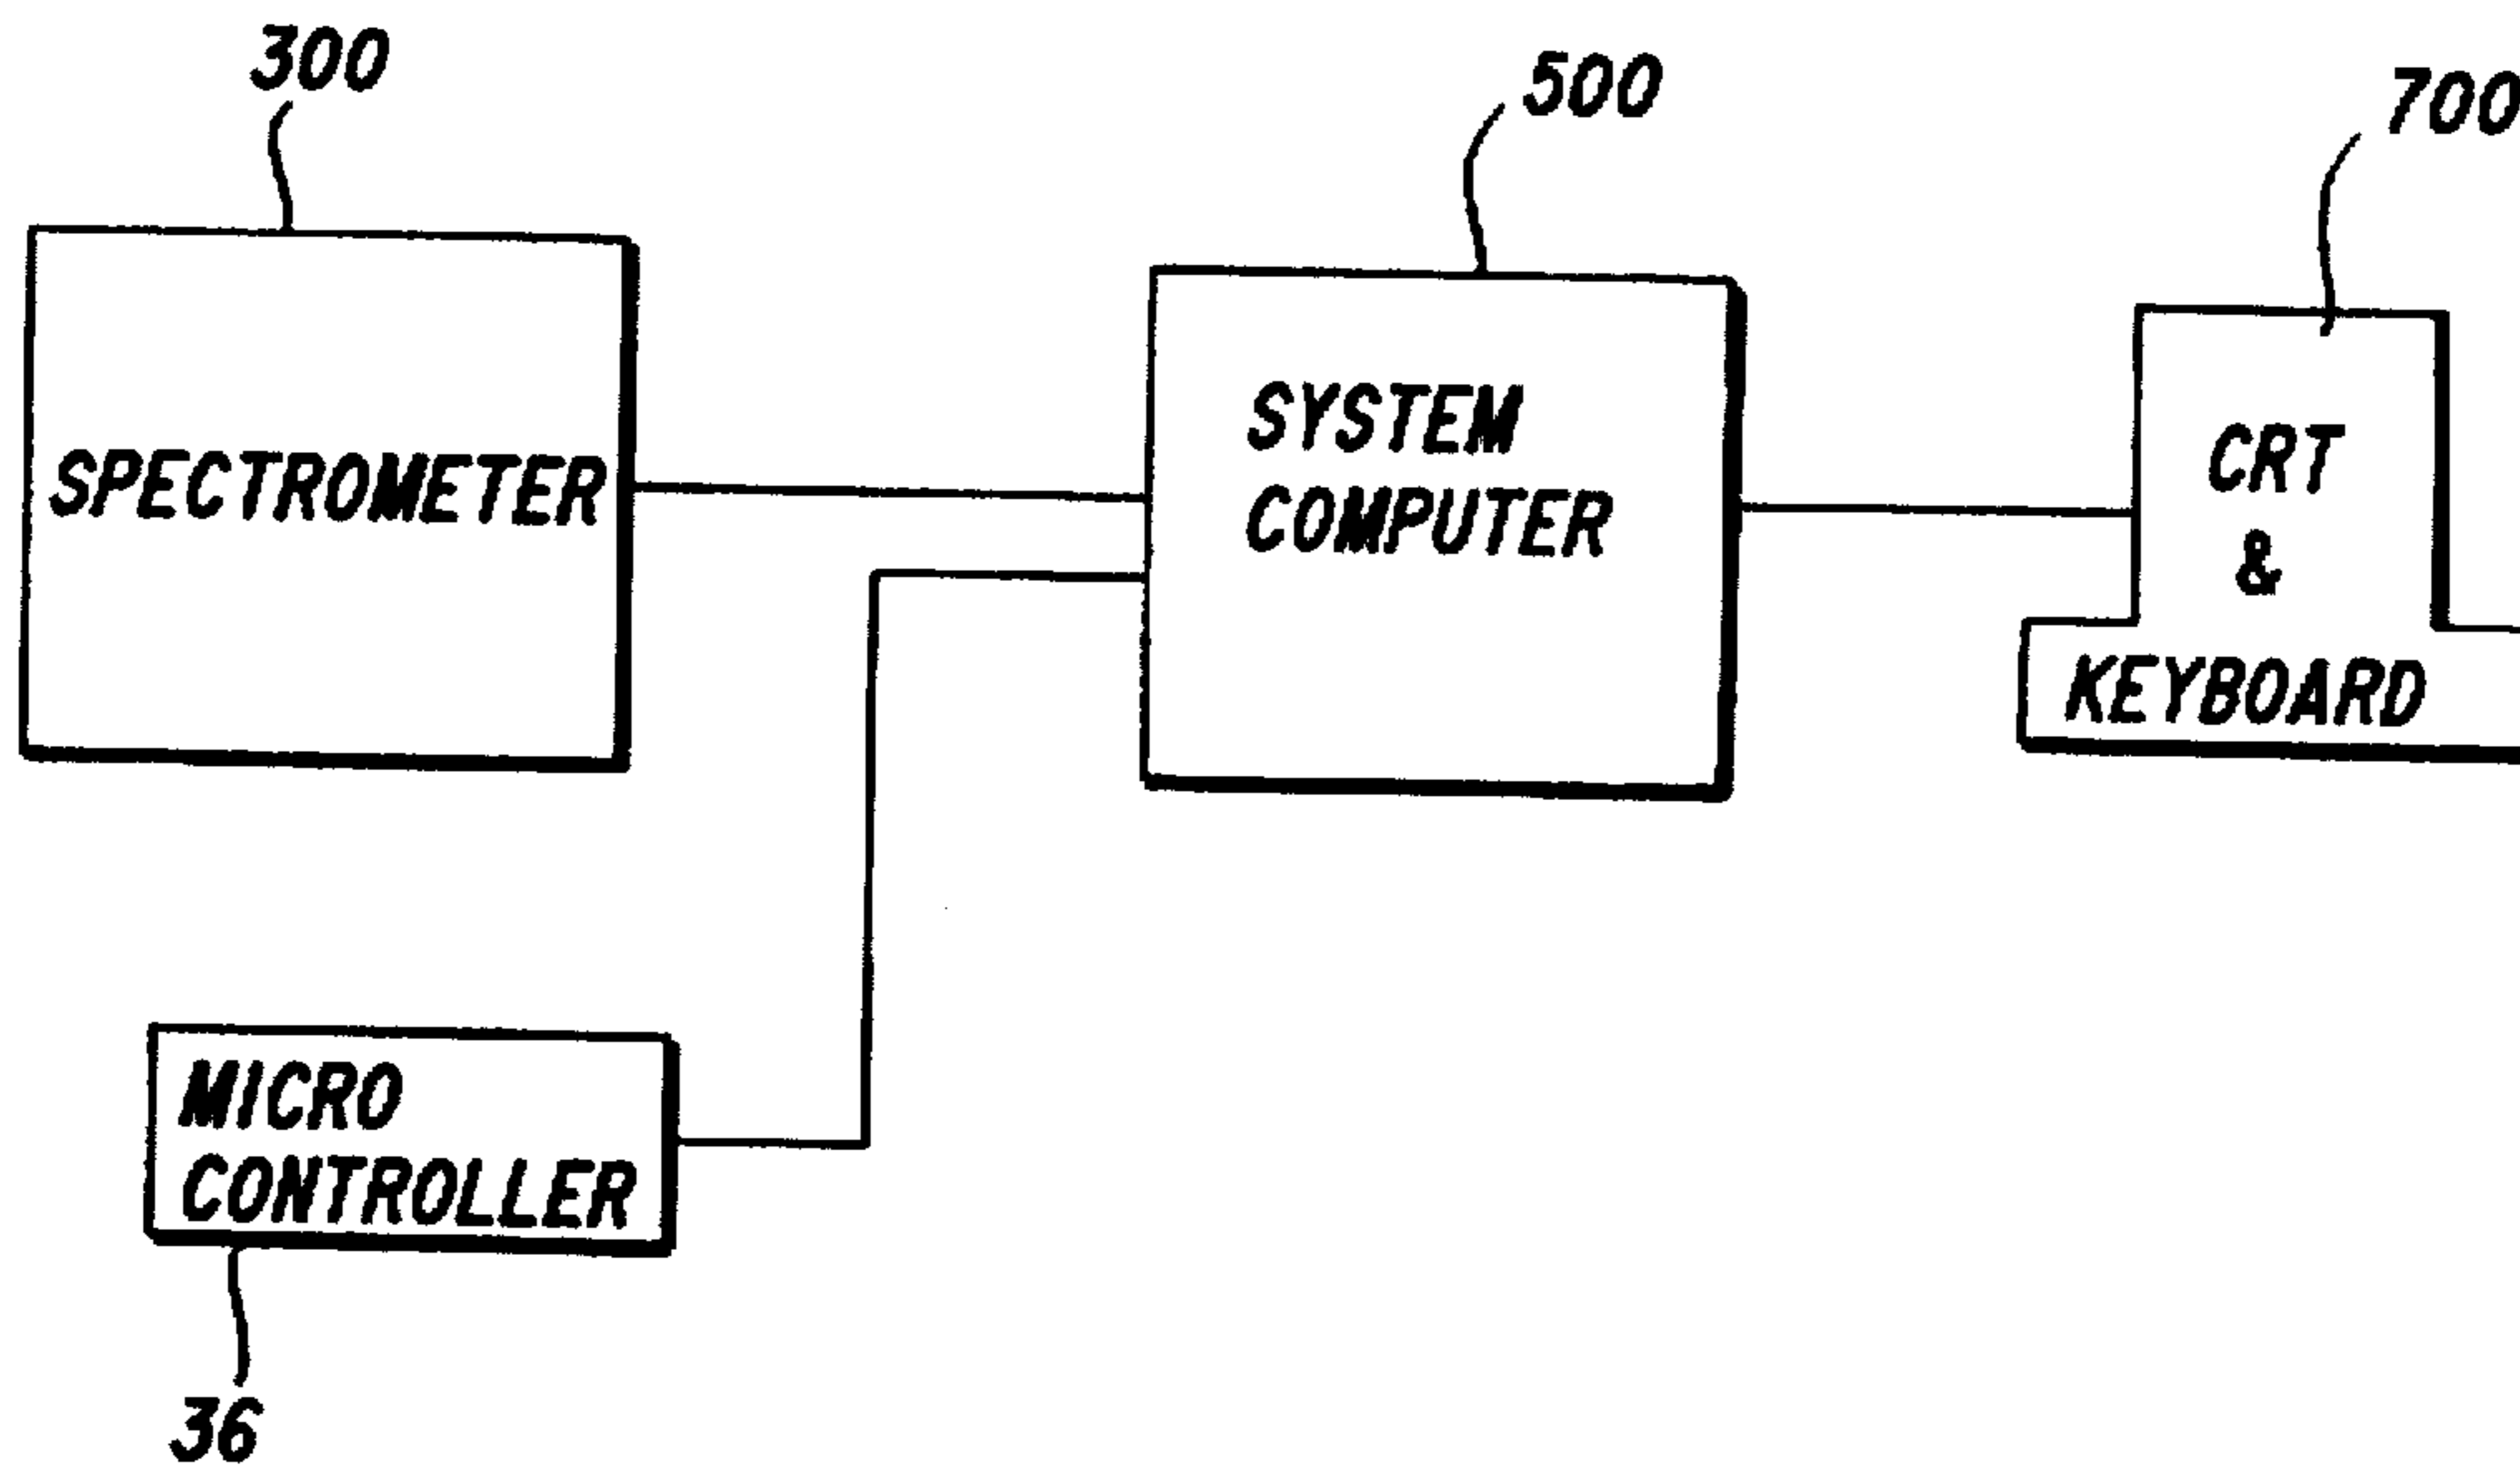 300
500
700
SPECTROMETER
SYSTEM
COMPUTER
CRT
&
KEYBOARD
MICRO
CONTROLLER
36